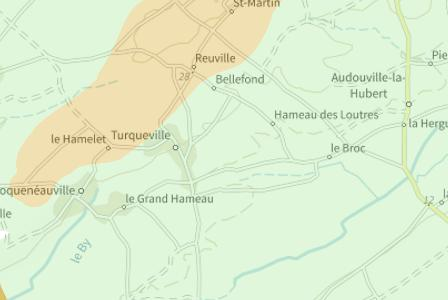 St-Martin
Reuville
28
Bellefond
Pie
Audouville-la-
Hubert
Hameau des Loutres
la Hergu
Turqueville
le Hamelet
le Broc
oquenéauville
le Grand Hameau
12
lle
le By